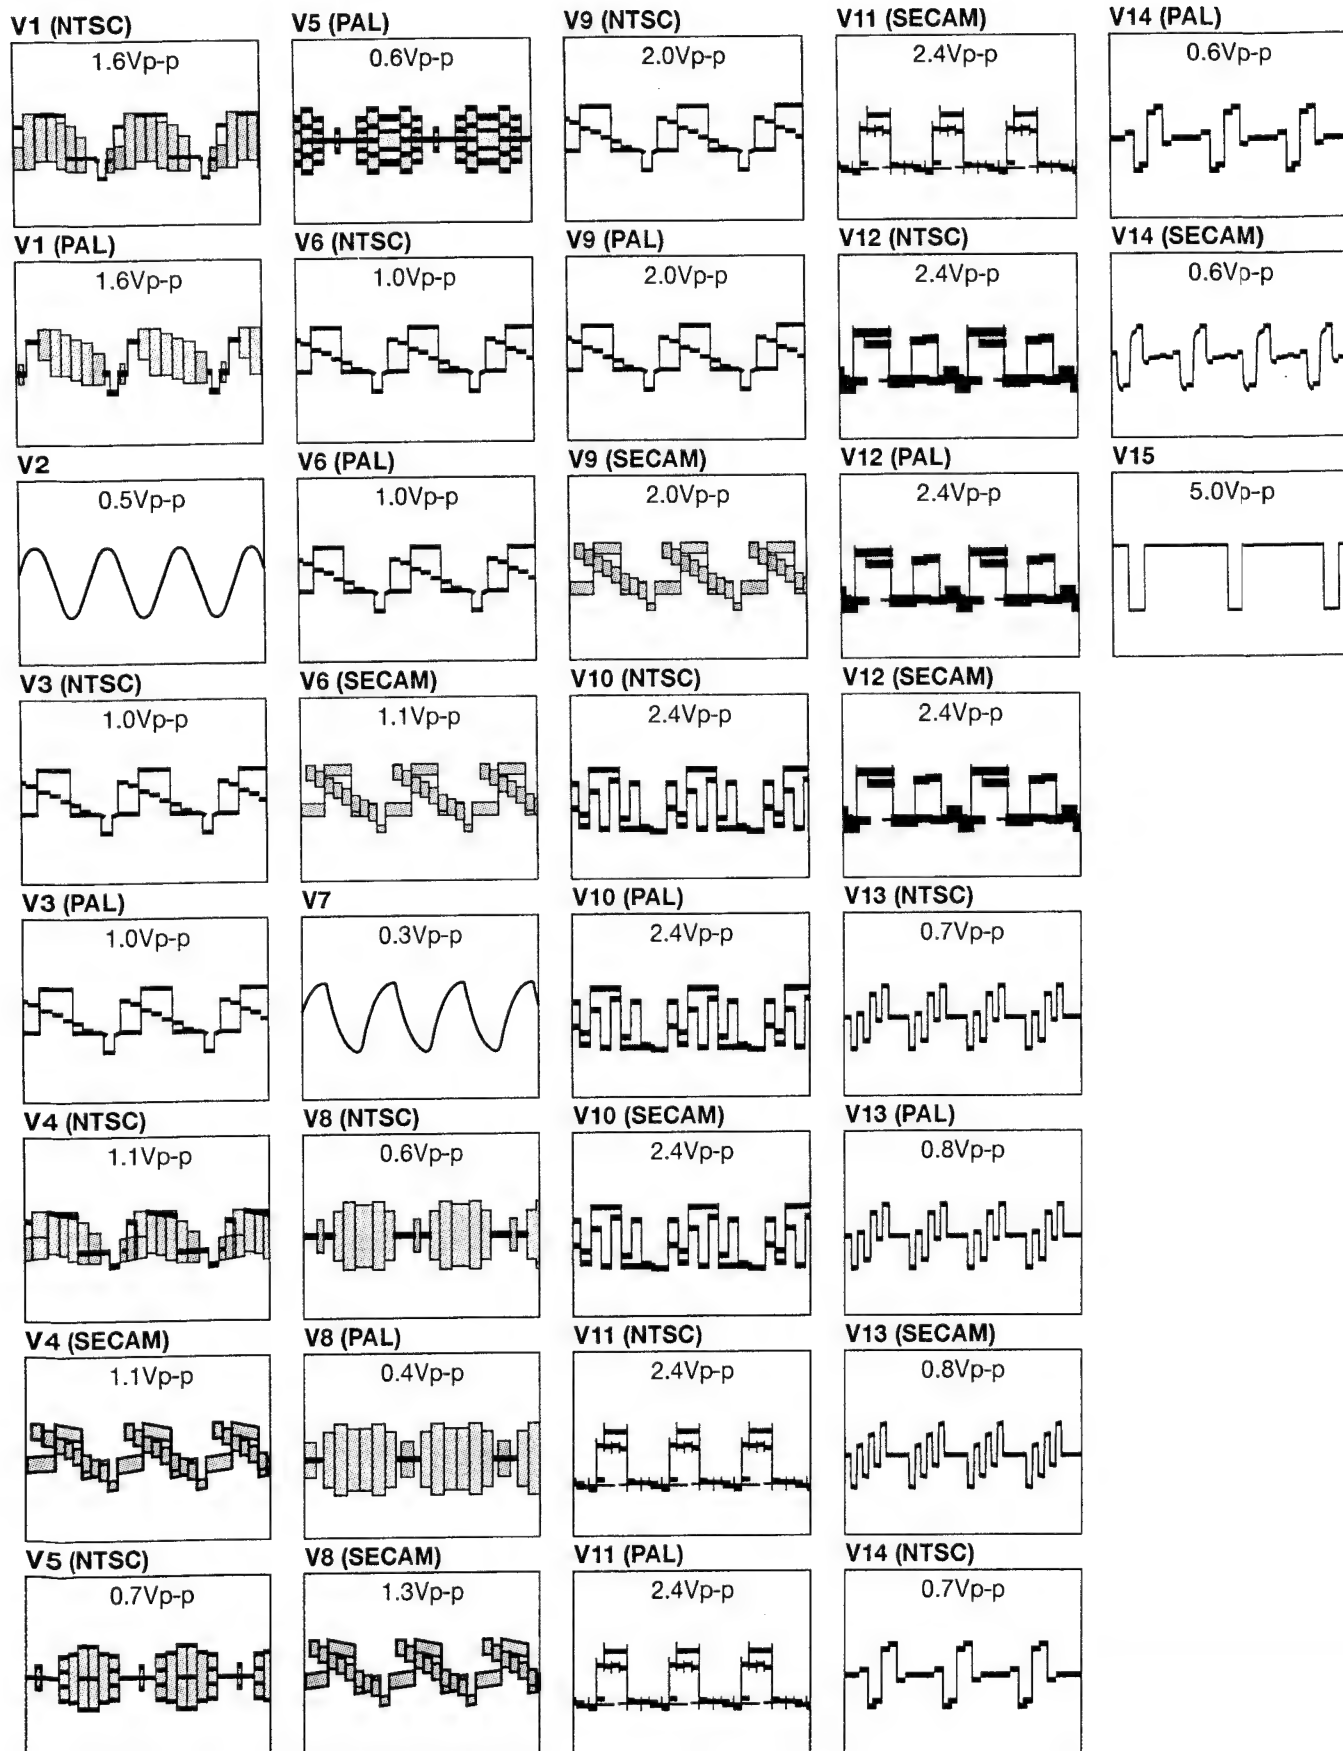 V1 (NTSC)
1.6Vp-p
V1 (PAL)
1.6Vp-p
V2
0.5Vp-p
V3 (NTSC)
1.0Vp-p
V3 (PAL)
1.0Vp-p
V4 (NTSC)
1.1Vp-p
V4 (SECAM)
1.1Vp-p
V5 (NTSC)
0.7Vp-p
V5 (PAL)
0.6Vp-p
V6 (NTSC)
1.0Vp-p
V6 (PAL)
1.0Vp-p
V6 (SECAM)
1.1Vp-p
V7
0.3Vp-p
V8 (NTSC)
0.6Vp-p
V8 (PAL)
0.4Vp-p
V8 (SECAM)
1.3Vp-p
V9 (NTSC)
2.0Vp-p
V9 (PAL)
2.0Vp-p
V9 (SECAM)
2.0Vp-p
V10 (NTSC)
2.4Vp-p
V10 (PAL)
2.4Vp-p
V10 (SECAM)
2.4Vp-p
V11 (NTSC)
2.4Vp-p
V11 (PAL)
2.4Vp-p
V11 (SECAM)
2.4Vp-p
V12 (NTSC)
2.4Vp-p
V12 (PAL)
2.4Vp-p
V12 (SECAM)
2.4Vp-p
V13 (NTSC)
0.7Vp-p
V13 (PAL)
0.8Vp-p
V13 (SECAM)
0.8Vp-p
V14 (NTSC)
0.7Vp-p
V14 (PAL)
0.6Vp-p
V14 (SECAM)
0.6Vp-p
V15
5.0Vp-p